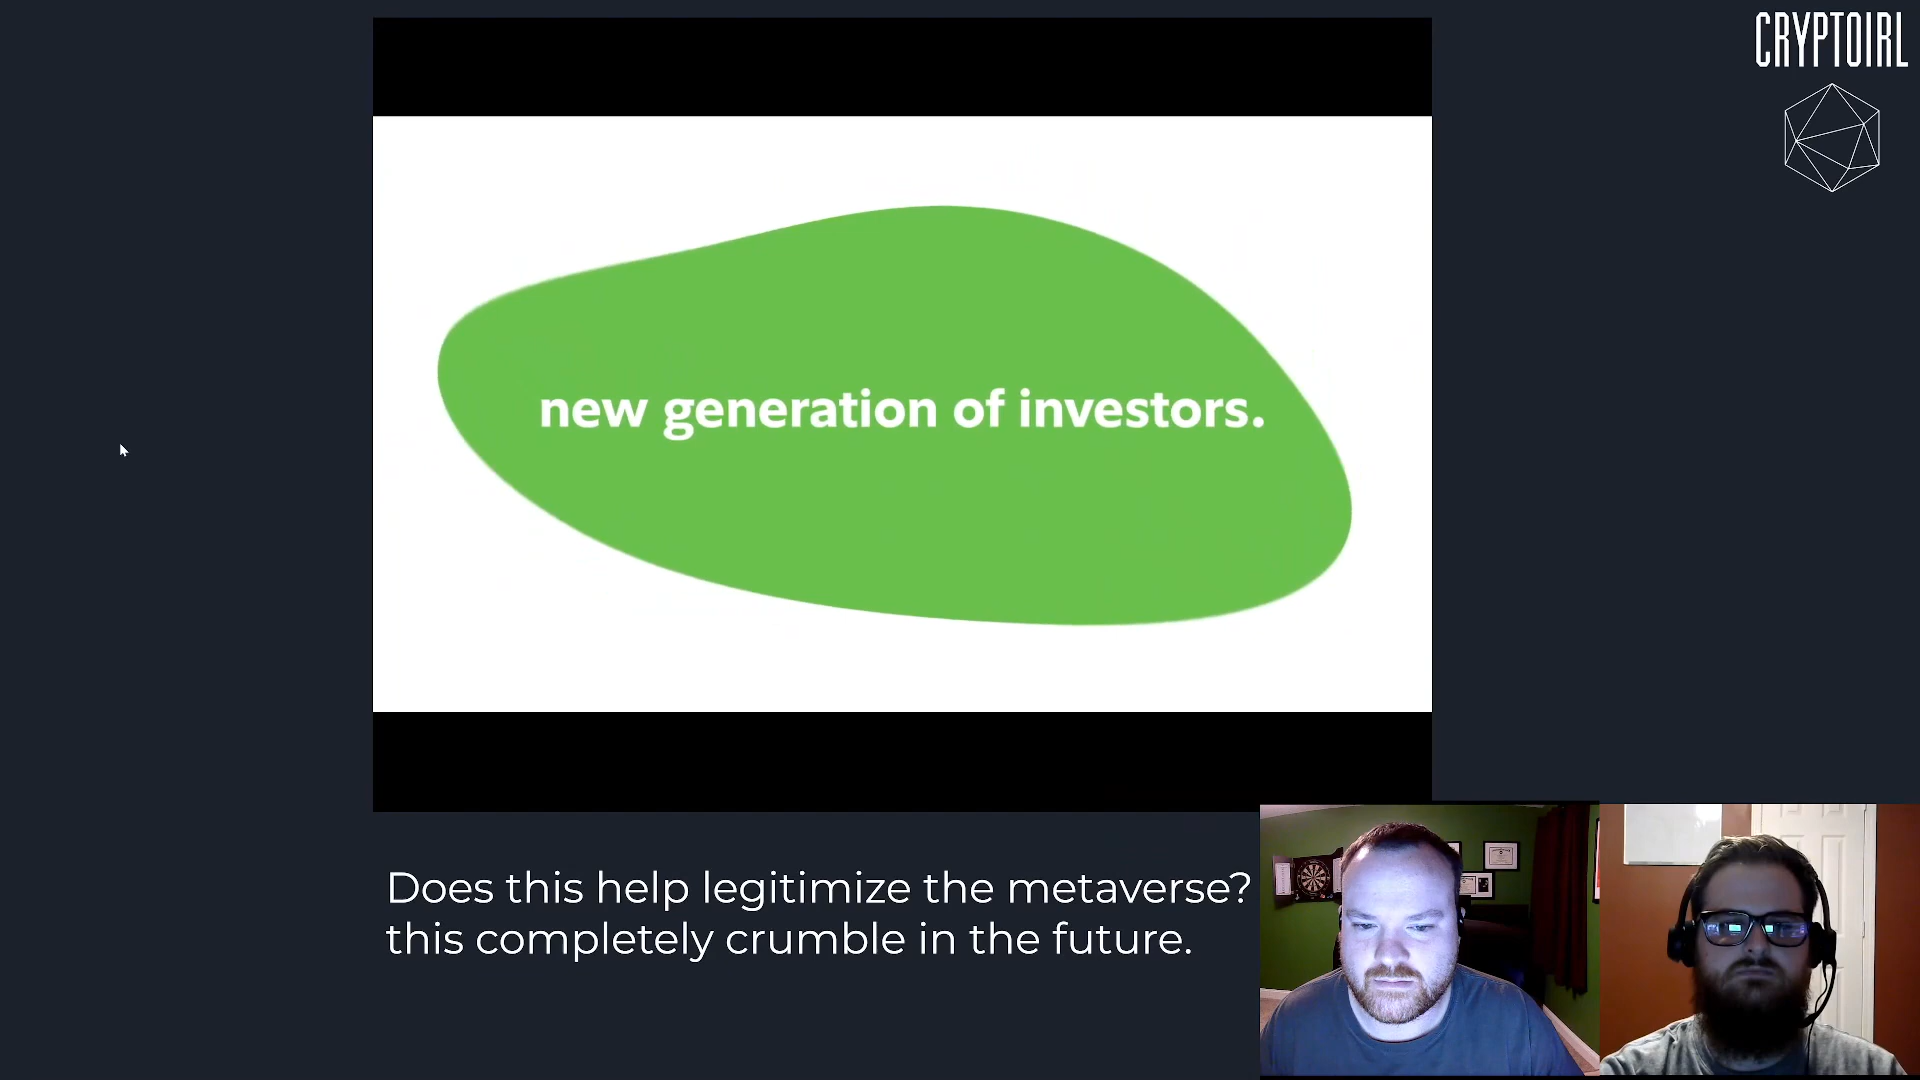 CRYPTOIRL
new generation of investors.
Does this help legitimize the metaverse?
this completely crumble in the future.